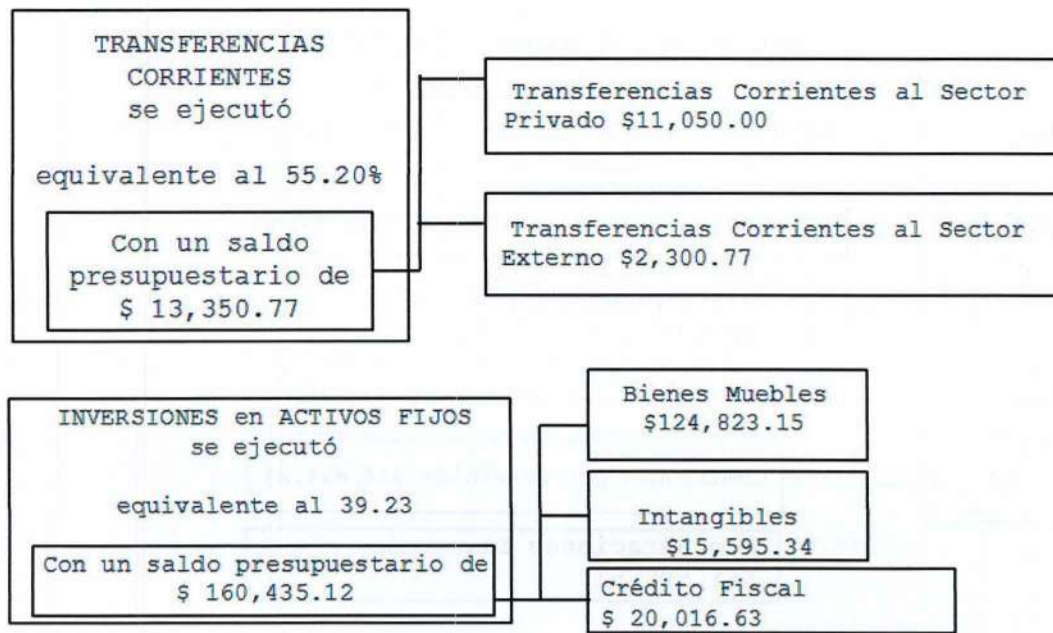 TRANSFERENCIAS
CORRIENTES
se ejecutó
equivalente al 55.20%
Con un saldo
presupuestario de
$ 13,350.77
Transferencias Corrientes al Sector
Privado $11,050.00
Transferencias Corrientes al Sector
Externo $2,300.77
INVERSIONES en ACTIVOS FIJOS
se ejecutó
equivalente al 39.23
Con un saldo presupuestario de
$ 160,435.12
Bienes Muebles
$124,823.15
Intangibles
$15,595.34
Crédito Fiscal
$ 20,016.63